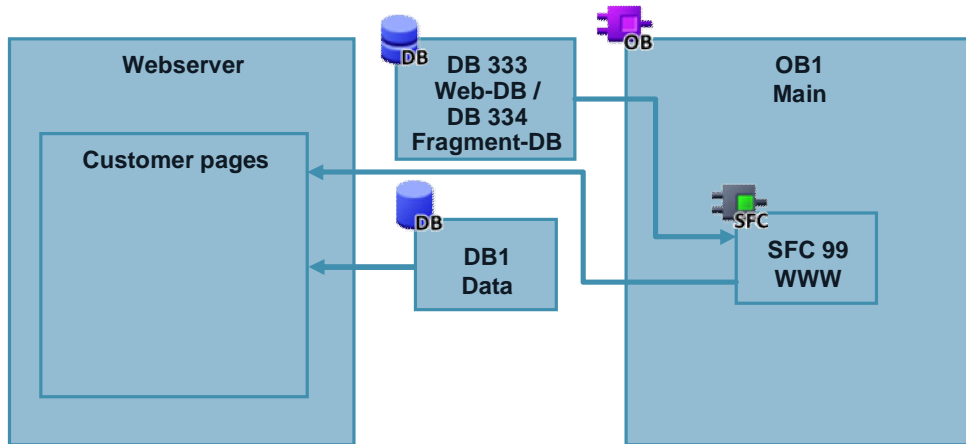 Webserver
Customer pages
DB
DB 333
Web-DB /
DB 334
Fragment-DB
DB
DB1
Data
OB
OB1
Main
SFC
SFC 99
WWW